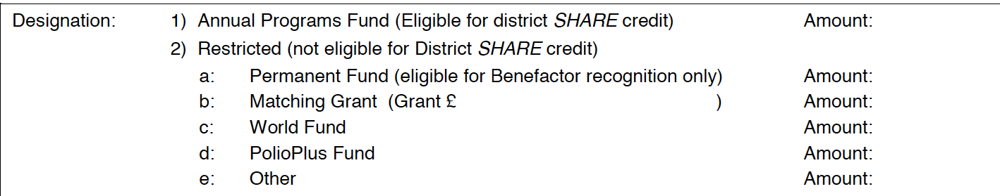 Designation: 1) Annual Programs Fund (Eligible for district SHARE credit) Amount:
2) Restricted (not eligible for District SHARE credit)
a: Permanent Fund (eligible for Benefactor recognition only) Amount:
b: Matching Grant (Grant £ ) Amount:
c: World Fund Amount:
d: PolioPlus Fund Amount:
e: Other Amount: